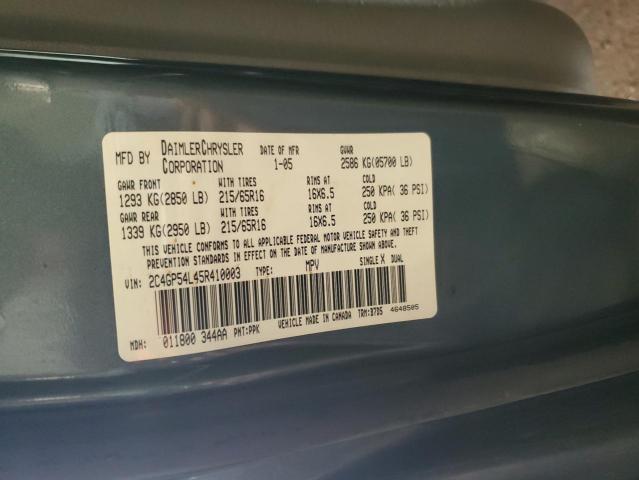 MFD BY DAIMLERCHRYSLER CORPORATION DATE OF MFR 1-05 GVWR 2586 KG(05700 LB)
GAWR FRONT WITH TIRES RIMS AT COLD
1293 KG(2850 LB) 215/65R16 16X6.5 250 KPA( 36 PSI)
GAWR REAR WITH TIRES RIMS AT COLD
1339 KG(2950 LB) 215/65R16 16X6.5 250 KPA( 36 PSI)
THIS VEHICLE CONFORMS TO ALL APPLICABLE FEDERAL MOTOR VEHICLE SAFETY AND THEFT
PREVENTION STANDARDS IN EFFECT ON THE DATE OF MANUFACTURE SHOWN ABOVE.
VIN: 2C4GP54L45R410003 TYPE: MPV SINGLE X DUAL
MDH: 011800 344AA PNT:PPK VEHICLE MADE IN CANADA TRM:B7D5 4648505